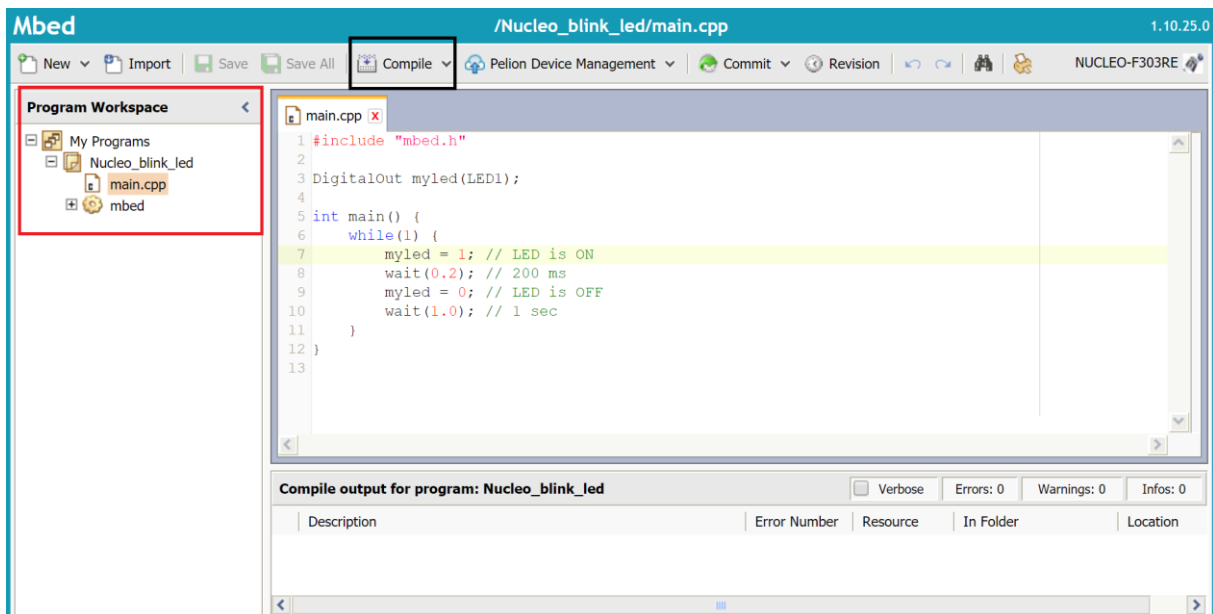 Mbed /Nucleo_blink_led/main.cpp 1.10.25.0
New Import Save Save All Compile Pelion Device Management Commit Revision NUCLEO-F303RE
Program Workspace
My Programs
Nucleo_blink_led
main.cpp
mbed
main.cpp
1 #include "mbed.h"
2
3 DigitalOut myled(LED1);
4
5 int main() {
6 while(1) {
7 myled = 1; // LED is ON
8 wait(0.2); // 200 ms
9 myled = 0; // LED is OFF
10 wait(1.0); // 1 sec
11 }
12 }
13
Compile output for program: Nucleo_blink_led Verbose Errors: 0 Warnings: 0 Infos: 0
Description Error Number Resource In Folder Location